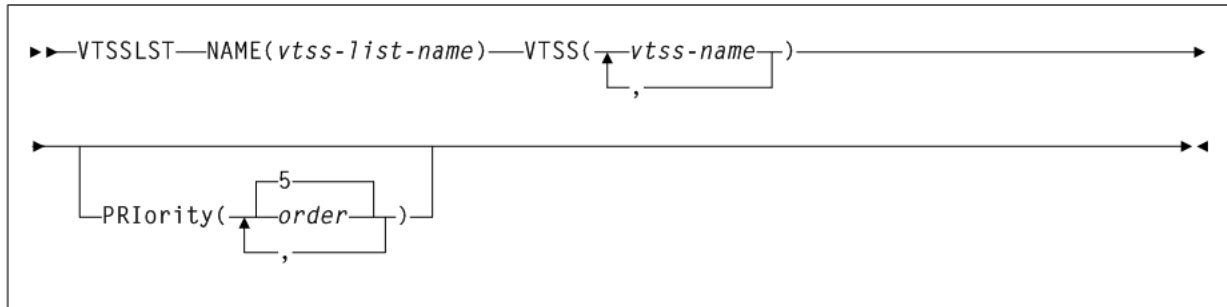 VTSSLST NAME(vtss-list-name) VTSS( vtss-name )
,
5
PRIority( order )
,